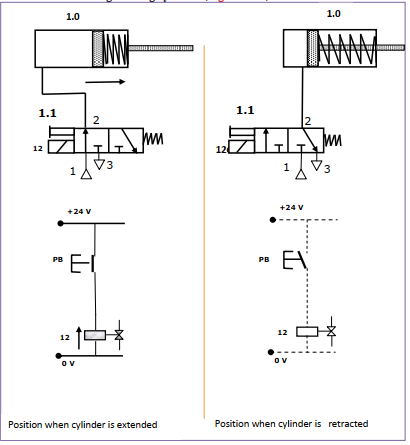 1.0
1.1
2
12
1
3
+24 V
PB
12
0 V
Position when cylinder is extended
1.0
1.1
2
12
1
3
+24 V
PB
12
0 V
Position when cylinder is retracted